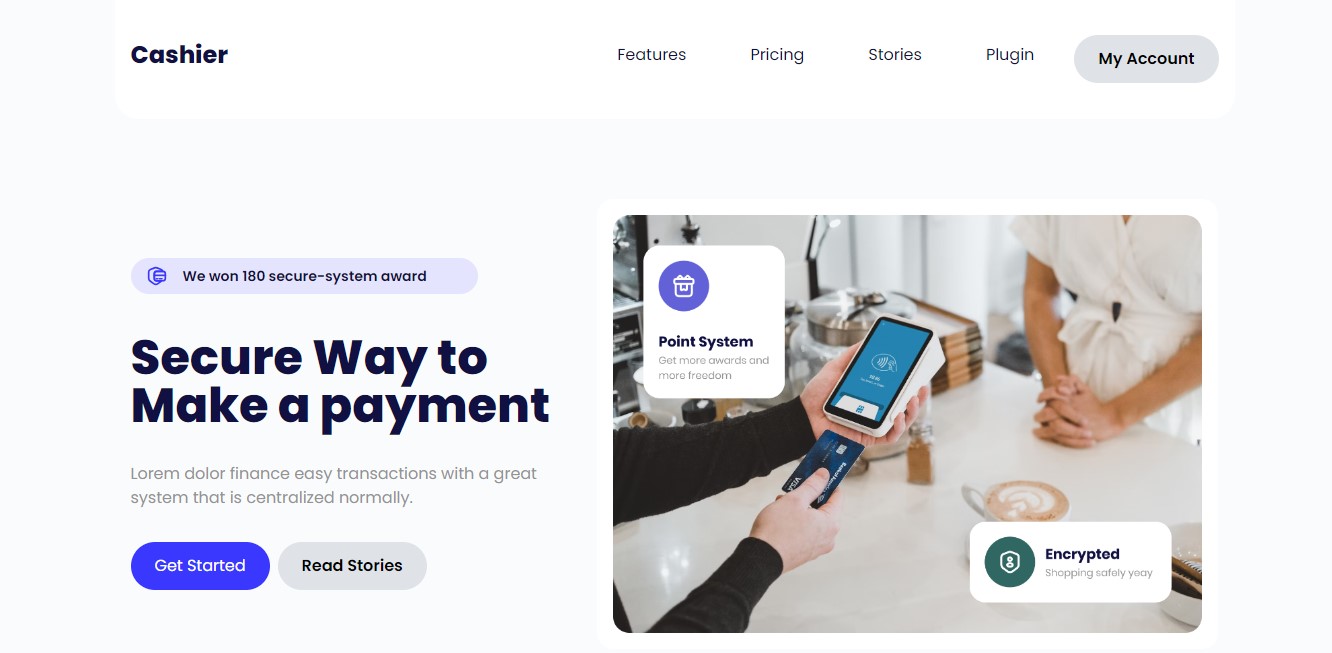 Cashier
Features
Pricing
Stories
Plugin
My Account
We won 180 secure-system award
Secure Way to
Make a payment
Lorem dolor finance easy transactions with a great
system that is centralized normally.
Get Started
Read Stories
Point System
Get more awards and
more freedom
VISA
Encrypted
Shopping safely yeay